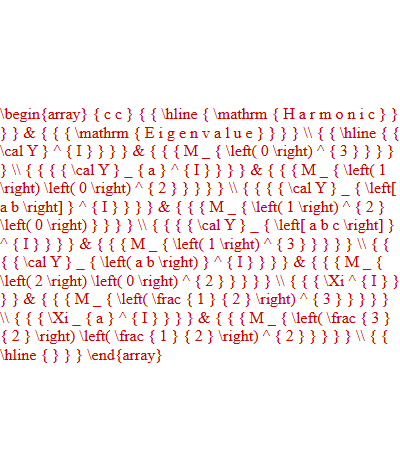 \begin{array} { c c } { { \hline { \mathrm { H a r m o n i c } }
} } & { { { \mathrm { E i g e n v a l u e } } } } \\ { { \hline { {
\cal Y } ^ { I } } } } & { { { M _ { \left( 0 \right) ^ { 3 } } } }
} \\ { { { { \cal Y } _ { a } ^ { I } } } } & { { { M _ { \left( 1
\right) \left( 0 \right) ^ { 2 } } } } } \\ { { { { \cal Y } _ { \left[
a b \right] } ^ { I } } } } & { { { M _ { \left( 1 \right) ^ { 2 }
\left( 0 \right) } } } } \\ { { { { \cal Y } _ { \left[ a b c \right] }
^ { I } } } } & { { { M _ { \left( 1 \right) ^ { 3 } } } } } \\ { {
{ { \cal Y } _ { \left( a b \right) } ^ { I } } } } & { { { M _ {
\left( 2 \right) \left( 0 \right) ^ { 2 } } } } } \\ { { { \Xi ^ { I } }
} } & { { { M _ { \left( \frac { 1 } { 2 } \right) ^ { 3 } } } } }
\\ { { { \Xi _ { a } ^ { I } } } } & { { { M _ { \left( \frac { 3 }
{ 2 } \right) \left( \frac { 1 } { 2 } \right) ^ { 2 } } } } } \\ { {
\hline { } } } \end{array}